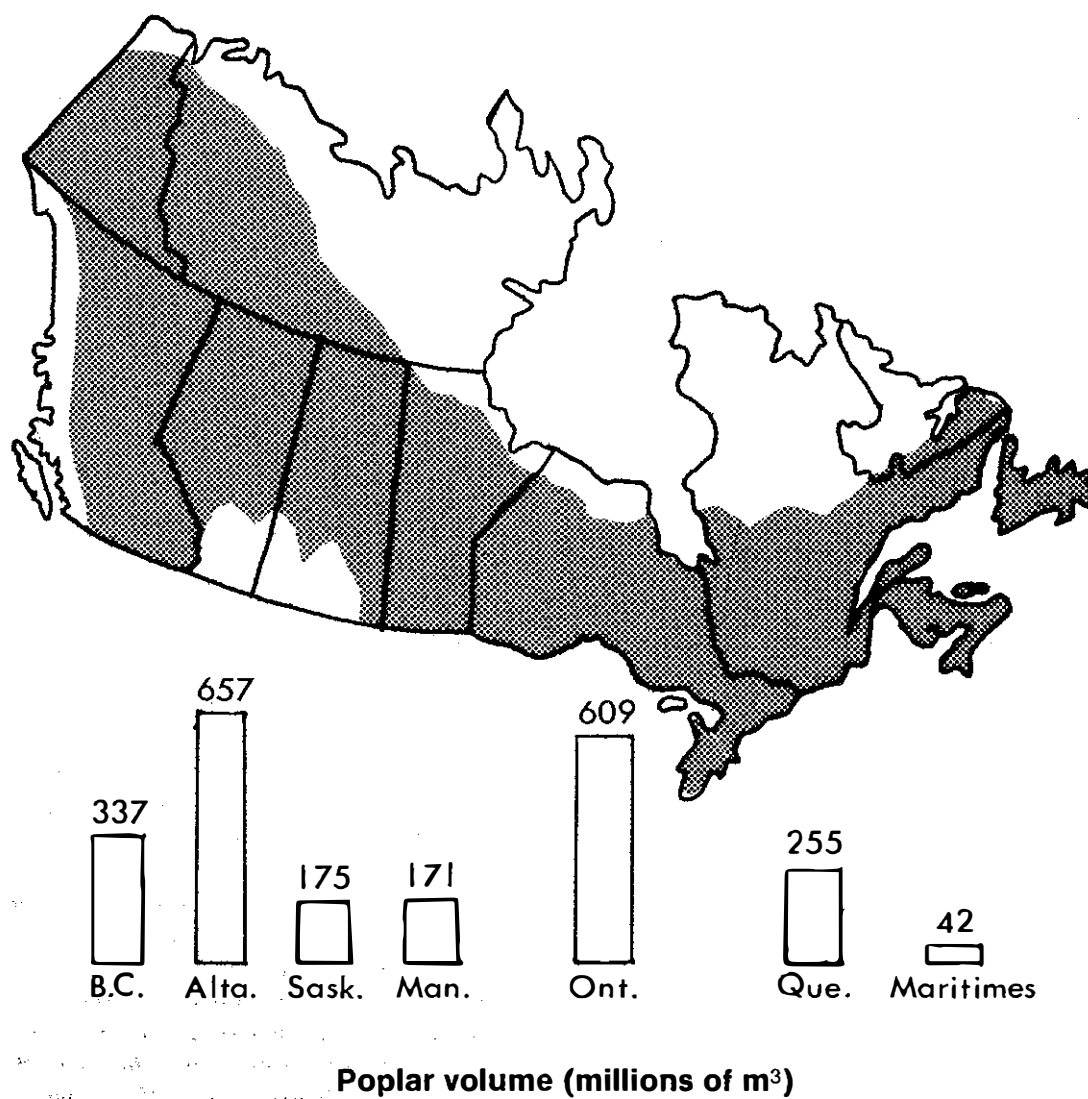 657
609
337
255
175
171
42
B.C.
Alta.
Sask.
Man.
Ont.
Que.
Maritimes
Poplar volume (millions of m³)